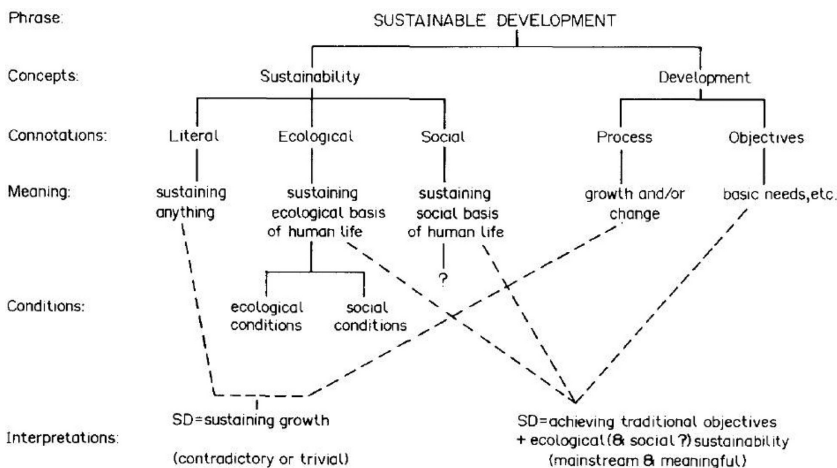 Phrase: SUSTAINABLE DEVELOPMENT
Concepts: Sustainability Development
Connotations: Literal Ecological Social Process Objectives
Meaning: sustaining sustaining sustaining growth and/or basic needs, etc.
anything ecological basis social basis change
of human life of human life
?
Conditions: ecological social
conditions conditions
SD=sustaining growth SD=achieving traditional objectives
Interpretations: + ecological (& social ?) sustainability
(contradictory or trivial) (mainstream & meaningful)